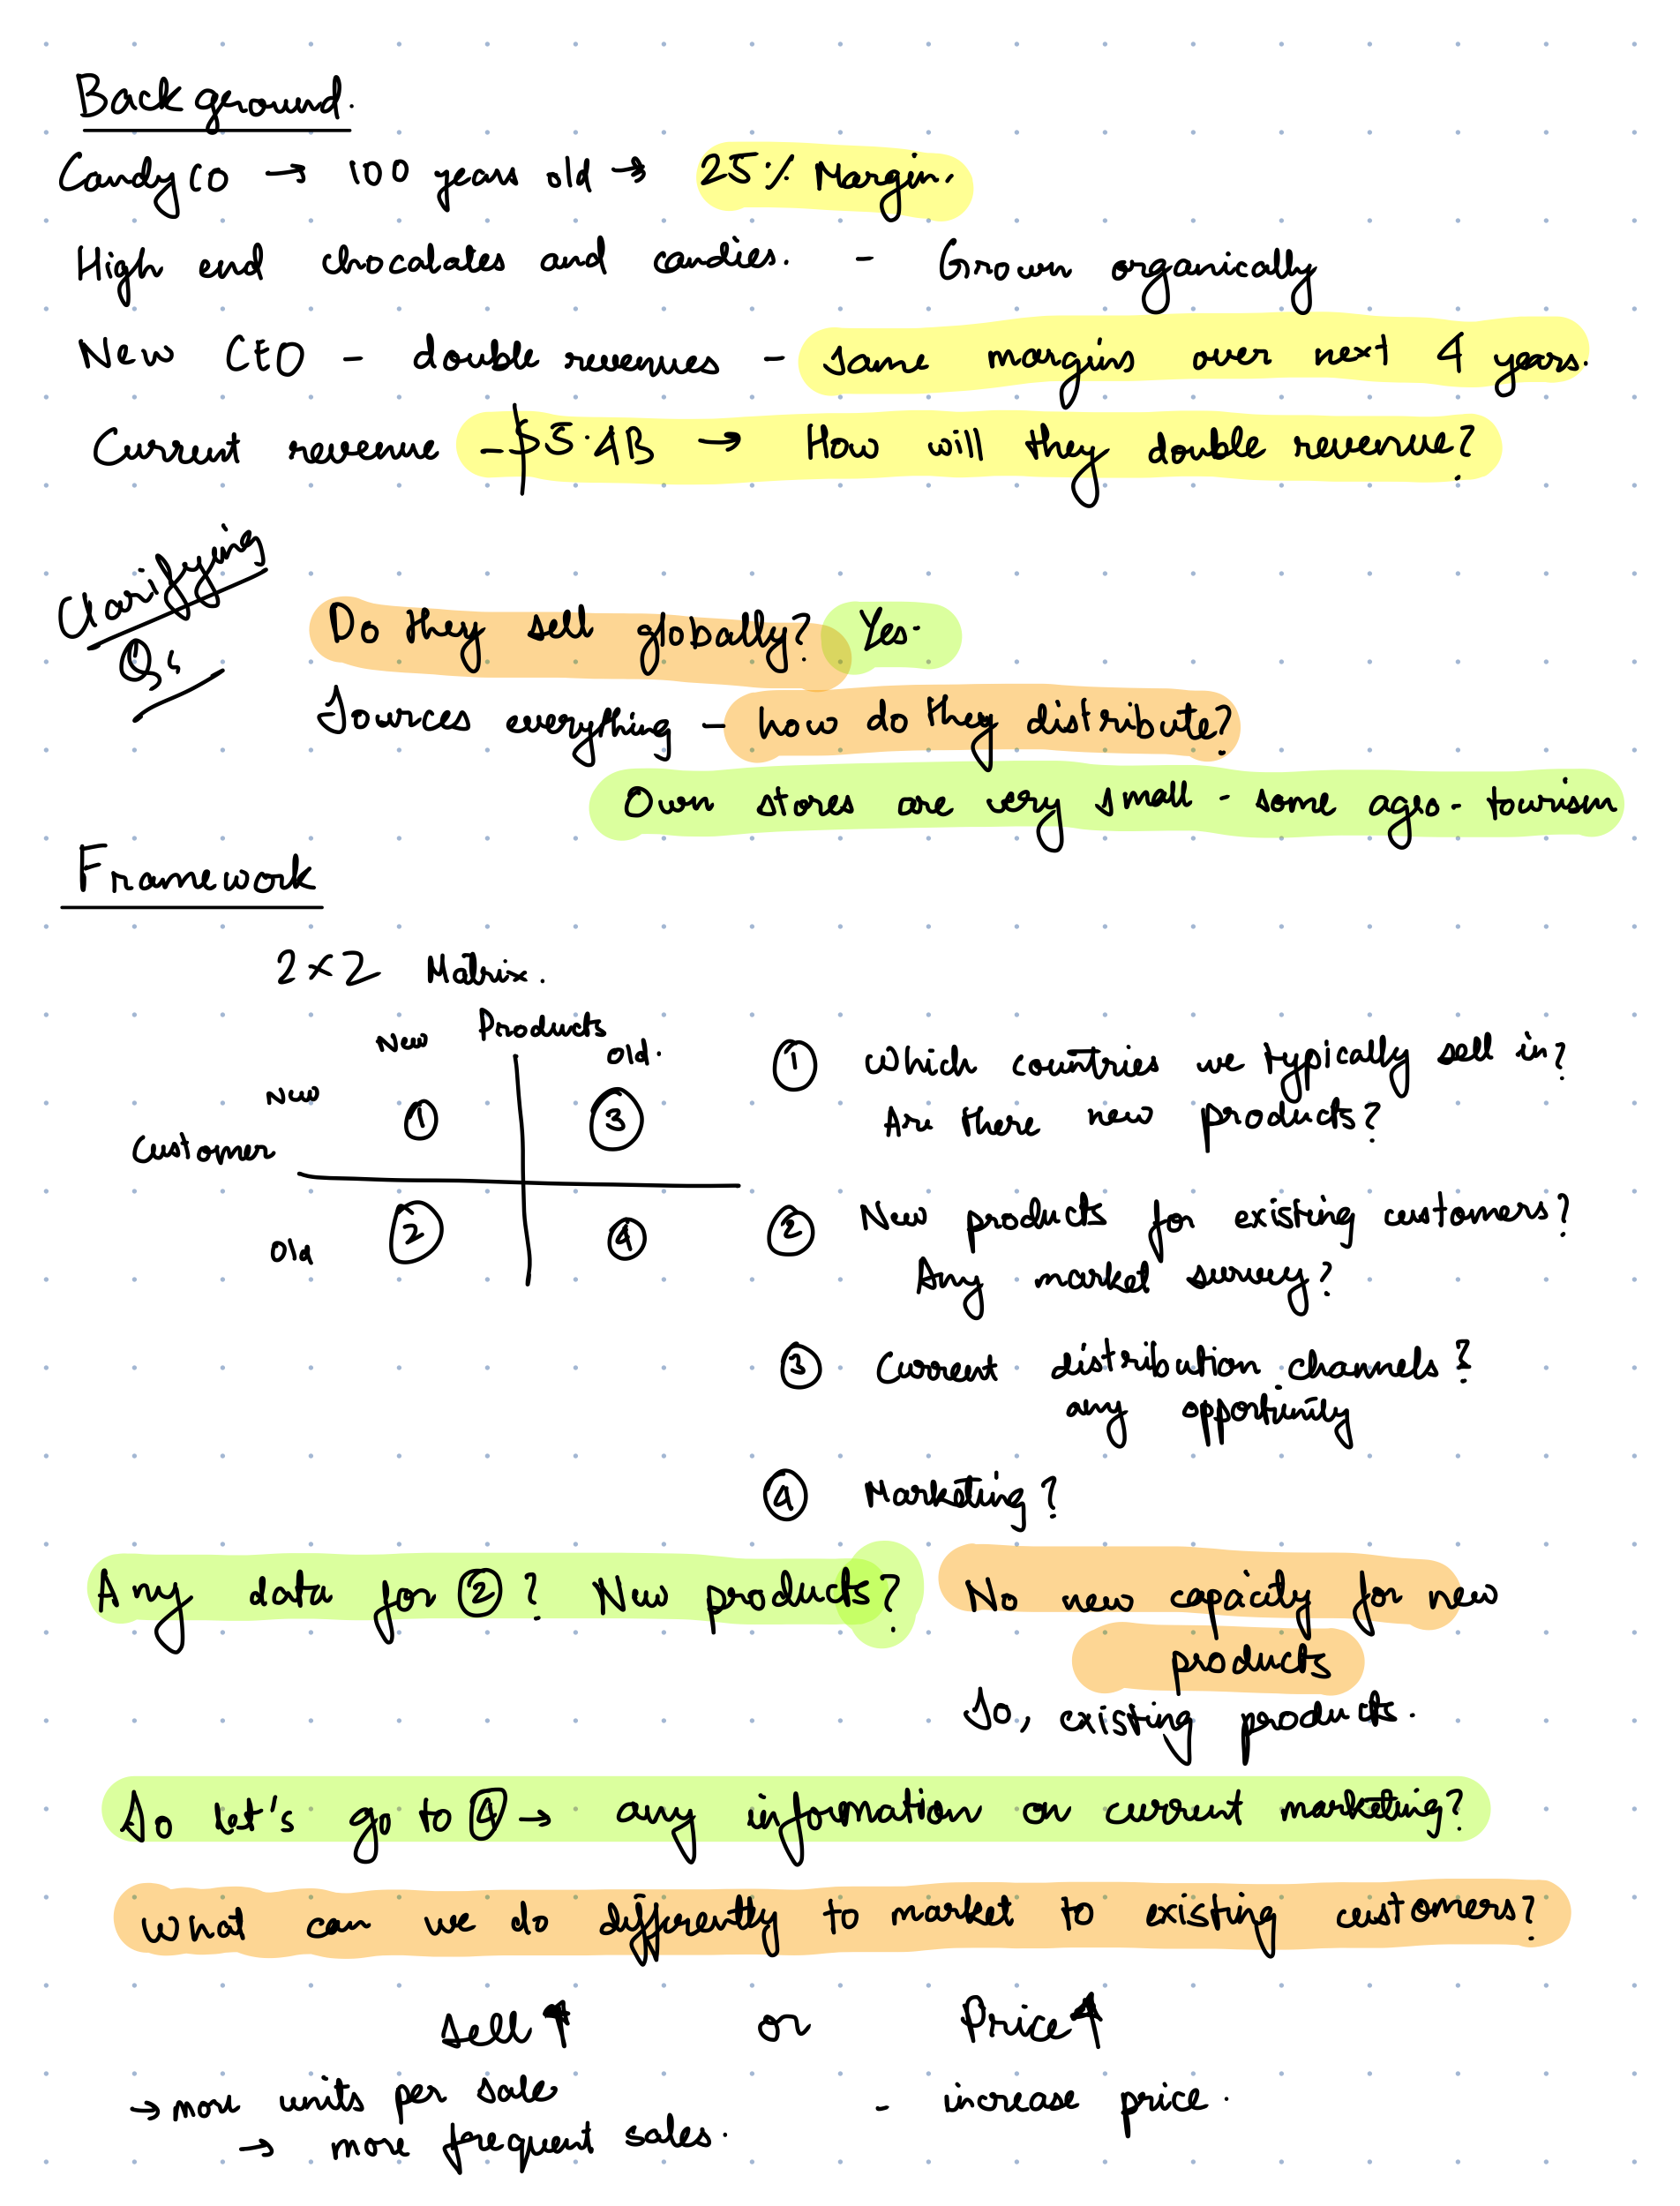 Background.
Candy CO → 100 years old → 25% Margin.
High end chocalates and candies. - Grown organically
New CEO - double revenues - same margins over next 4 years.
Current revenue - $5.4B → How will they double revenue?
Clarifying
Qs
Do they sell globally? Yes.
Sources everything - how do they distribute?
Own stores are very small - some agro-tourism
Framework
2×2 Matrix.
Products
New Old.
New ① ③
Customer
Old ② ④
① Which countries we typically sell in?
Are there new products?
② New products for existing customers?
Any market survey?
③ Current distribution channels?
any opportunity
④ Marketing?
Any data for ②? New products? No new capacity for new
products
So, existing products.
So let's go to ④ → any information on current marketing?
What can we do differently to market to existing customers?
Sell ↑ or Price ↑
→ more units per sale - increase price.
→ more frequent sales.